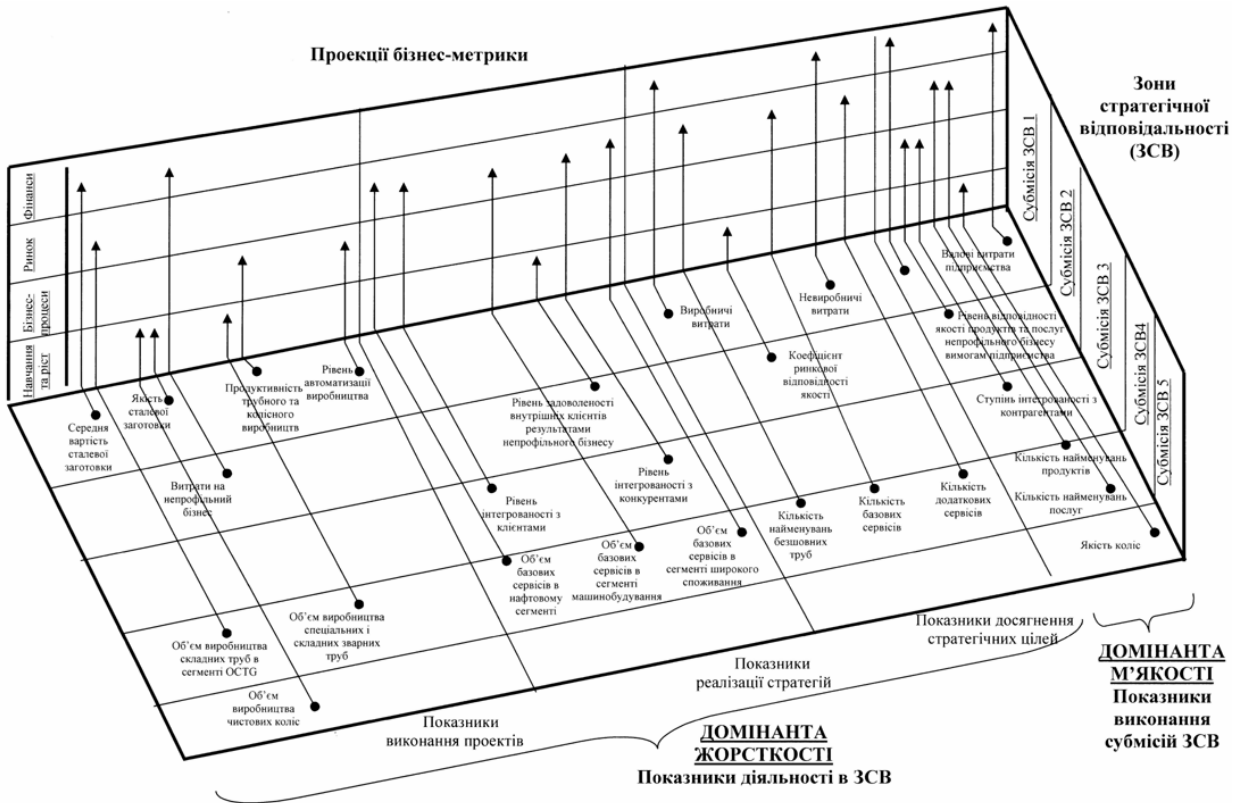 Проекції бізнес-метрики
Зони
стратегічної
відповідальності
(ЗСВ)
Фінанси
Ринок
Бізнес-
процеси
Навчання
та ріст
Субмісія ЗСВ 1
Субмісія ЗСВ 2
Субмісія ЗСВ 3
Субмісія ЗСВ4
Субмісія ЗСВ 5
Валові витрати
підприємства
Невиробничі
витрати
Виробничі
витрати
Рівень відповідності
якості продуктів та послуг
непрофільного бізнесу
вимогам підприємства
Коефіцієнт
ринкової
відповідності
якості
Рівень
автоматизації
виробництва
Продуктивність
трубного та
колісного
виробництв
Якість
сталевої
заготовки
Середня
вартість
сталевої
заготовки
Рівень задоволеності
внутрішніх клієнтів
результатами
непрофільного бізнесу
Ступінь інтегрованості з
контрагентами
Витрати на
непрофільний
бізнес
Рівень
інтегрованості з
клієнтами
Рівень
інтегрованості з
конкурентами
Кількість найменувань
продуктів
Кількість
додаткових
сервісів
Кількість
базових
сервісів
Кількість
найменувань
безшовних
труб
Кількість найменувань
послуг
Якість коліс
Об’єм
базових
сервісів в
сегменті широкого
споживання
Об’єм
базових
сервісів в
сегменті
машинобудування
Об’єм
базових
сервісів в
нафтовому
сегменті
Об’єм виробництва
спеціальних і
складних зварних
труб
Об’єм виробництва
складних труб в
сегменті OCTG
Об’єм
виробництва
чистових коліс
Показники досягнення
стратегічних цілей
Показники
реалізації стратегій
Показники
виконання проектів
ДОМІНАНТА
ЖОРСТКОСТІ
Показники діяльності в ЗСВ
ДОМІНАНТА
М’ЯКОСТІ
Показники
виконання
субмісій ЗСВ